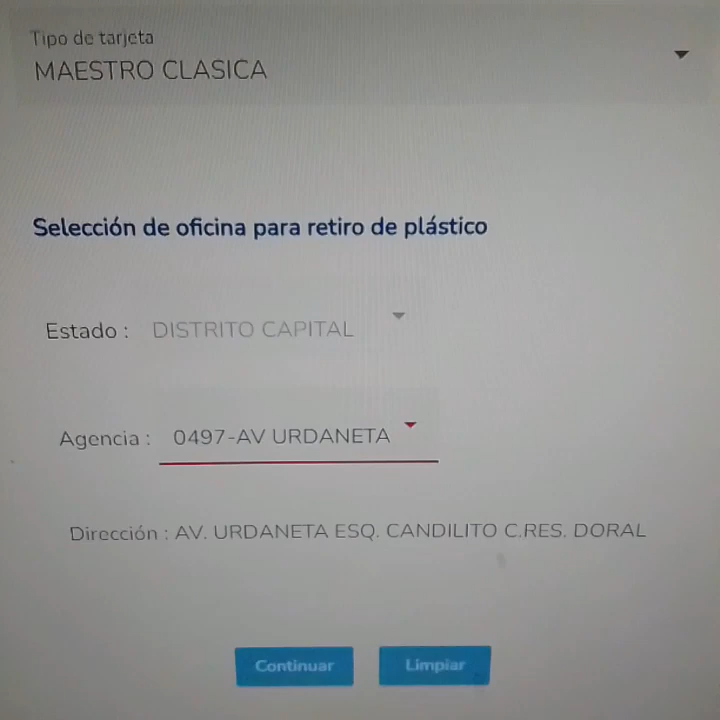 Tipo de tarjeta
MAESTRO CLASICA
Selección de oficina para retiro de plástico
Estado : DISTRITO CAPITAL
Agencia : 0497-AV URDANETA
Dirección : AV. URDANETA ESQ. CANDILITO C.RES. DORAL
Continuar Limpiar